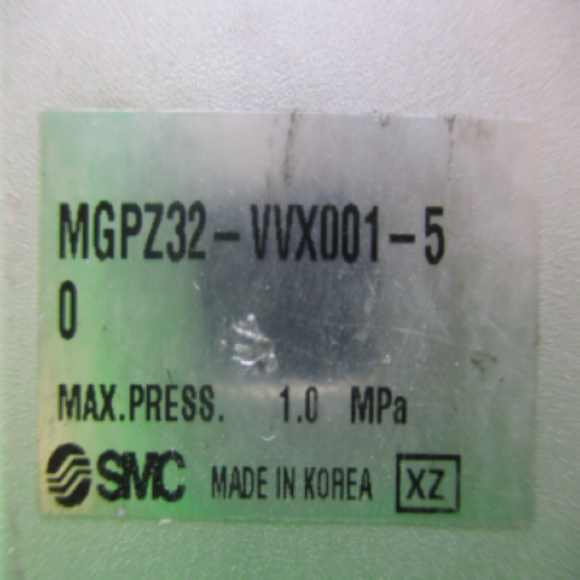 MGPZ32-VVX001-5
0
MAX.PRESS. 1.0 MPa
SMC MADE IN KOREA XZ